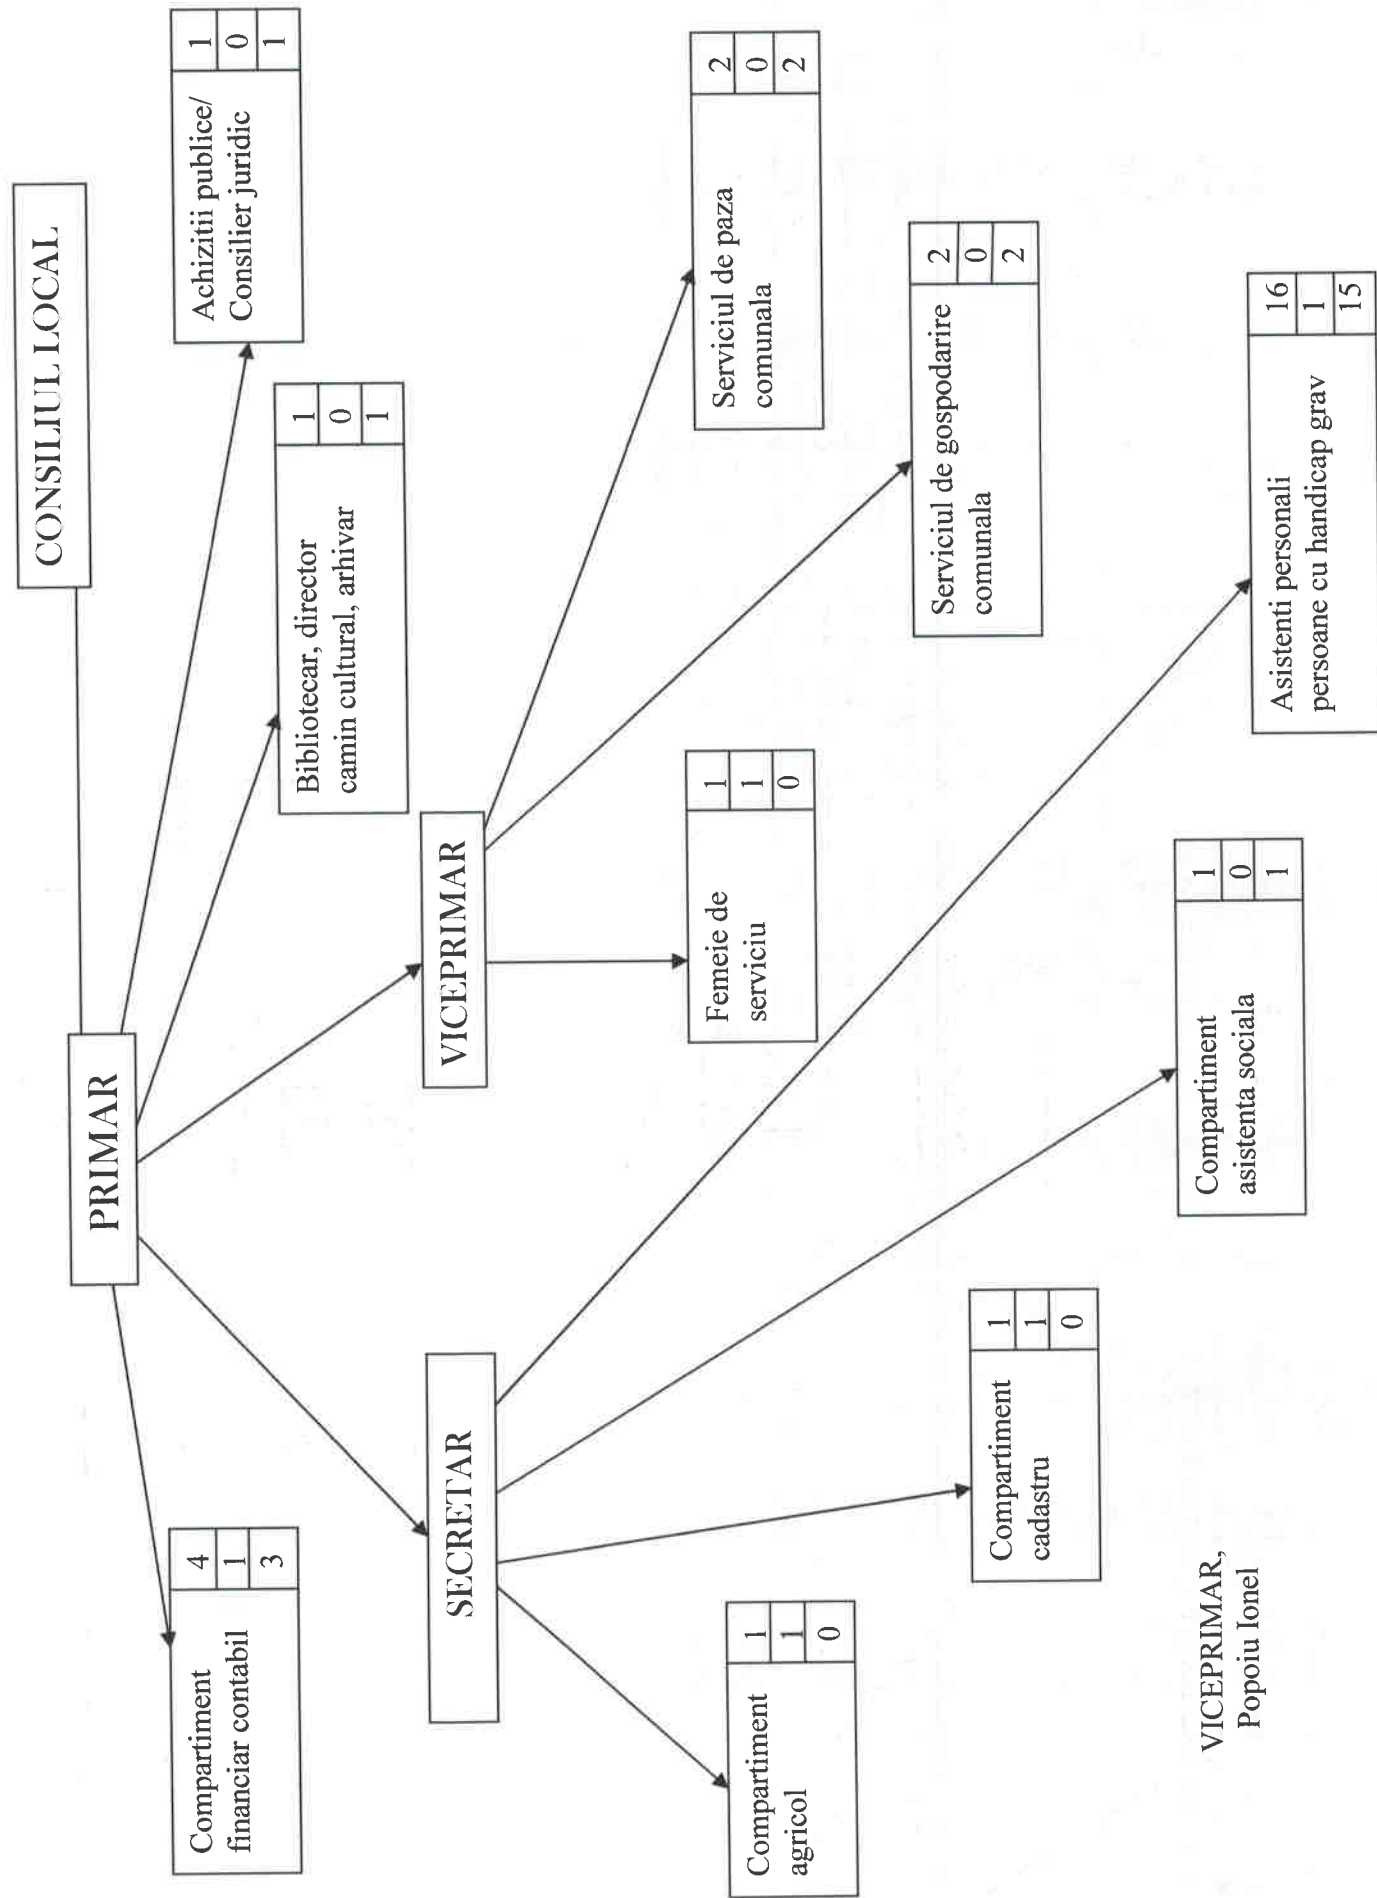 CONSILIUL LOCAL
PRIMAR
Compartiment
financiar contabil
4
1
3
Bibliotecar, director
camin cultural, arhivar
1
0
1
Achizitii publice/
Consilier juridic
1
0
1
SECRETAR
VICEPRIMAR
Compartiment
agricol
1
1
0
Femeie de
serviciu
1
1
0
Serviciul de paza
comunala
2
0
2
Compartiment
cadastru
1
1
0
Serviciul de gospodarire
comunala
2
0
2
Compartiment
asistenta sociala
1
0
1
Asistenti personali
persoane cu handicap grav
16
1
15
VICEPRIMAR,
Popoiu Ionel